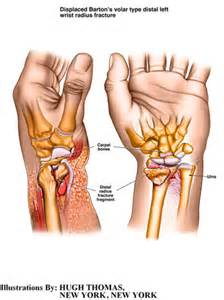 Displaced Barton's volar type distal left
wrist radius fracture
Carpal
bones
Distal
radius
fracture
fragment
Ulna
Illustrations By: HUGH THOMAS,
NEW YORK, NEW YORK